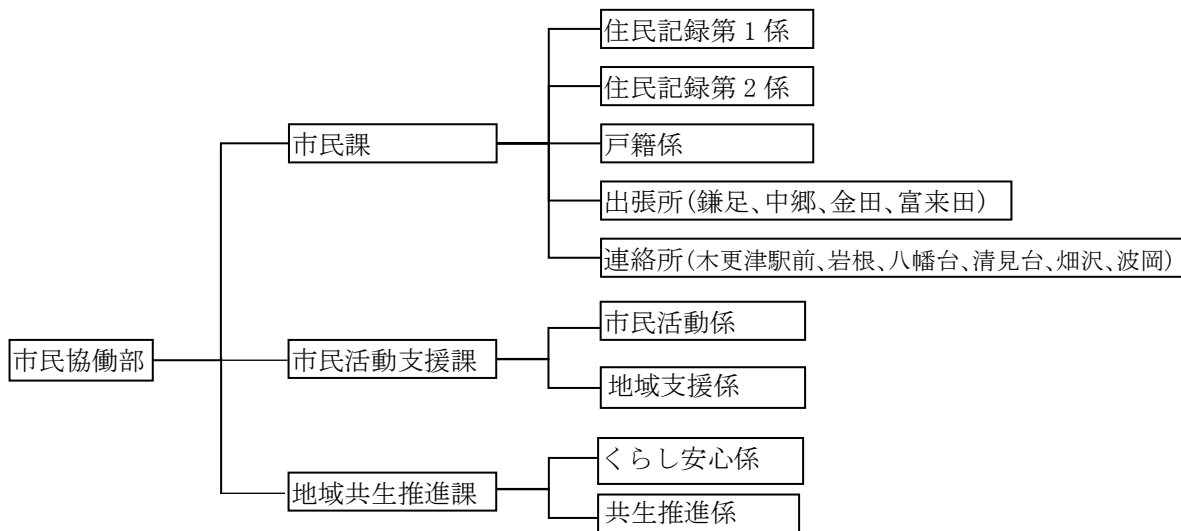 住民記録第1係
住民記録第2係
市民課
戸籍係
出張所(鎌足、中郷、金田、富来田)
連絡所(木更津駅前、岩根、八幡台、清見台、畑沢、波岡)
市民協働部
市民活動支援課
市民活動係
地域支援係
地域共生推進課
くらし安心係
共生推進係